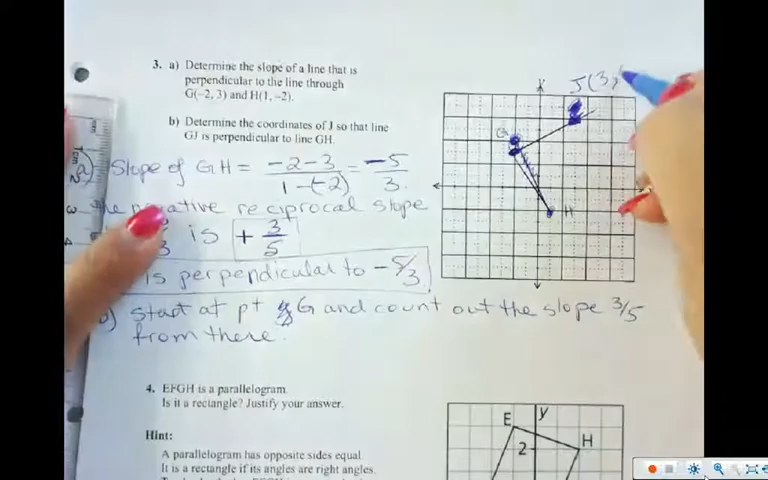 3. a) Determine the slope of a line that is
perpendicular to the line through
G(−2, 3) and H(1, −2).
b) Determine the coordinates of J so that line
GJ is perpendicular to line GH.
x
J(3,
G
H
a) Slope of GH = -2-3 / 1-(-2) = -5/3
negative reciprocal slope
3 is + 3/5
is perpendicular to -5/3
b) start at pt G and count out the slope 3/5
from there.
4. EFGH is a parallelogram.
Is it a rectangle? Justify your answer.
Hint:
A parallelogram has opposite sides equal
It is a rectangle if its angles are right angles.
E
y
H
2